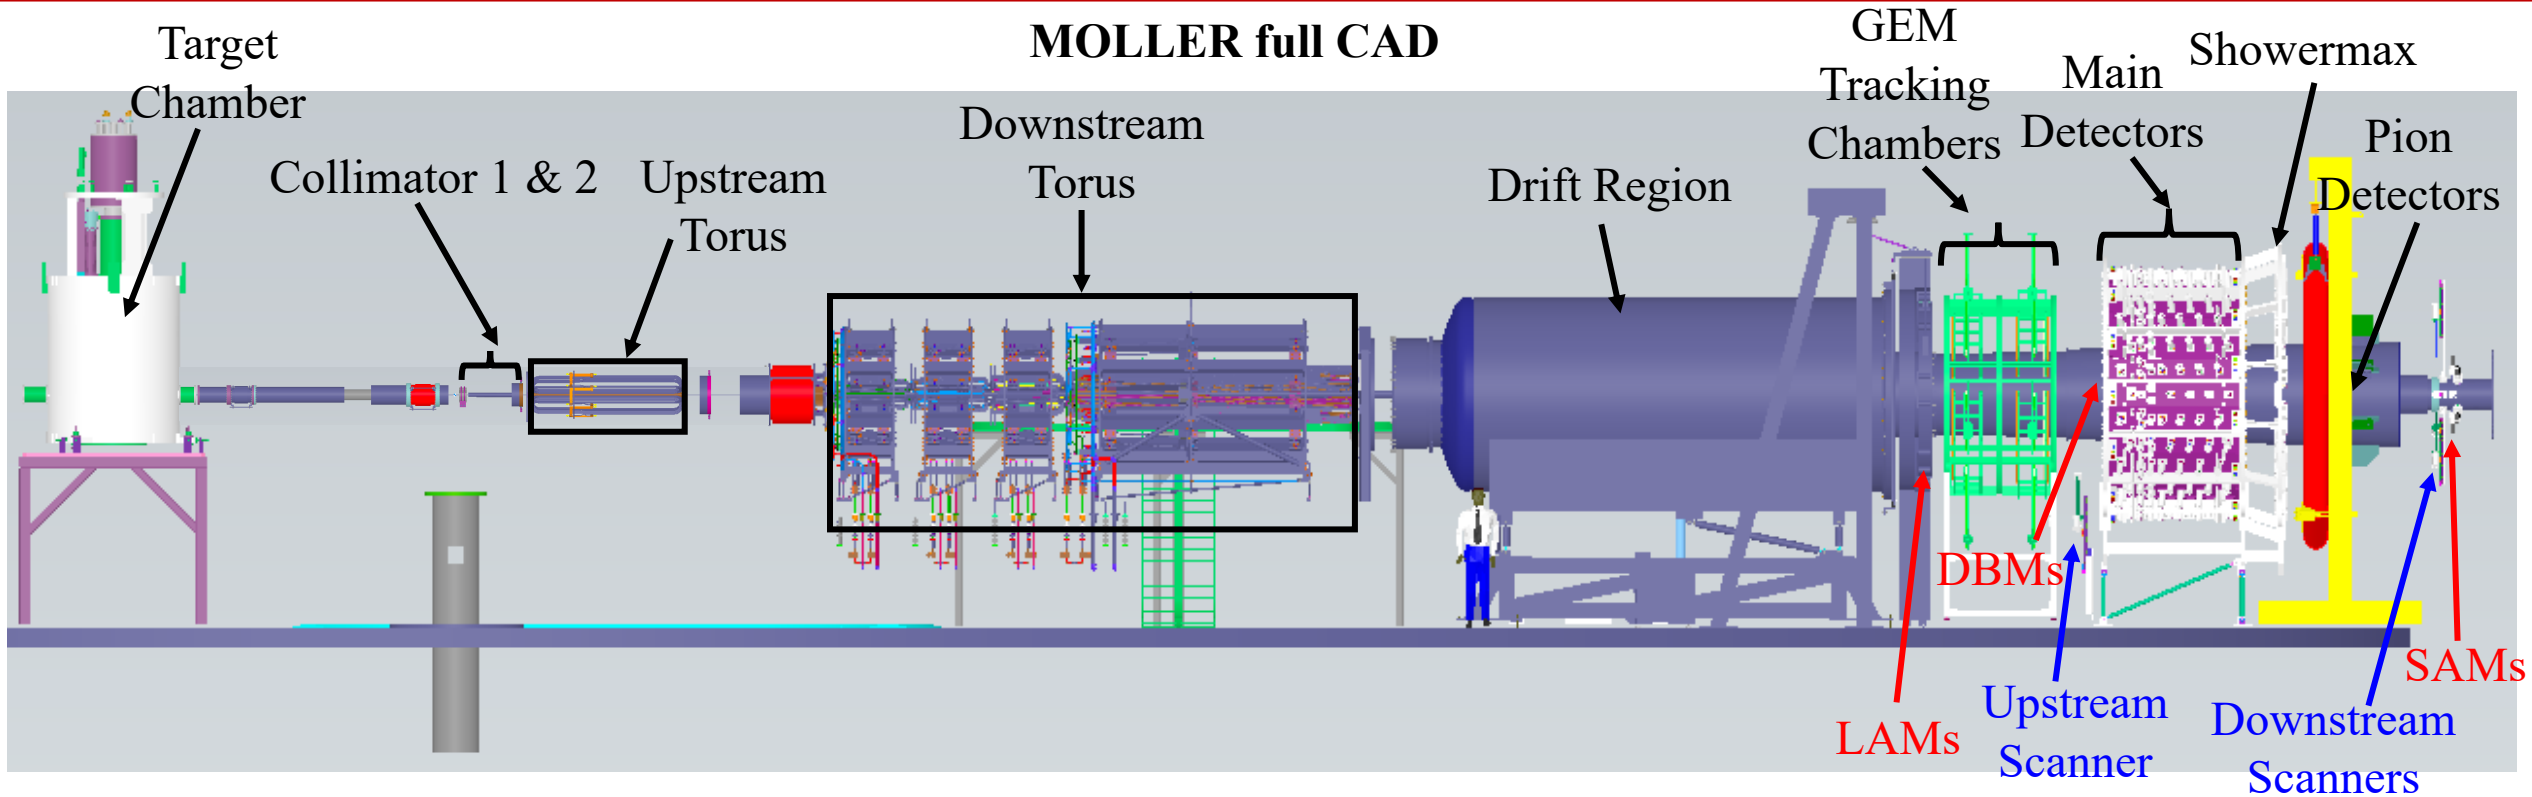 MOLLER full CAD
Target
Chamber
Collimator 1 & 2
Upstream
Torus
Downstream
Torus
Drift Region
GEM
Tracking
Chambers
Main
Detectors
Showermax
Pion
Detectors
LAMs
DBMs
Upstream
Scanner
Downstream
Scanners
SAMs